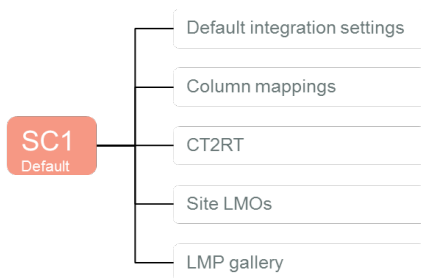 SC1
Default
Default integration settings
Column mappings
CT2RT
Site LMOs
LMP gallery